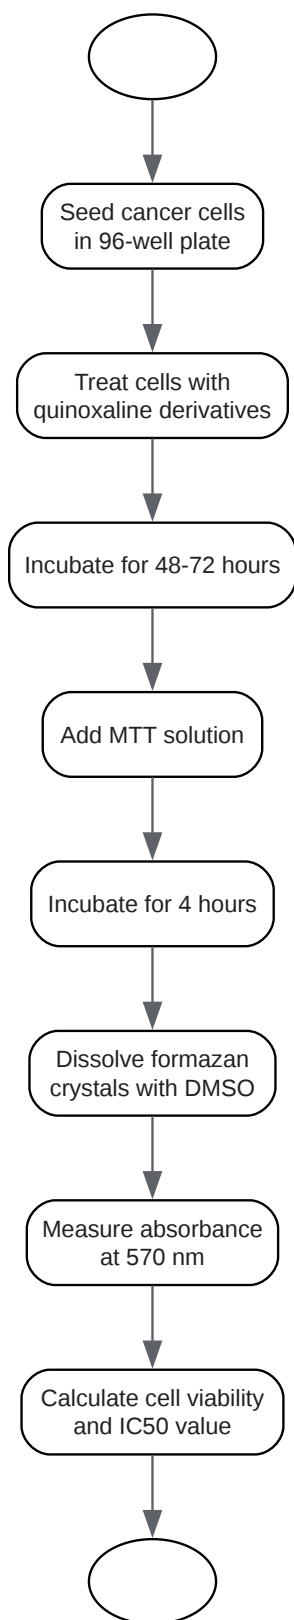 Seed cancer cells
in 96-well plate
Treat cells with
quinoxaline derivatives
Incubate for 48-72 hours
Add MTT solution
Incubate for 4 hours
Dissolve formazan
crystals with DMSO
Measure absorbance
at 570 nm
Calculate cell viability
and IC50 value